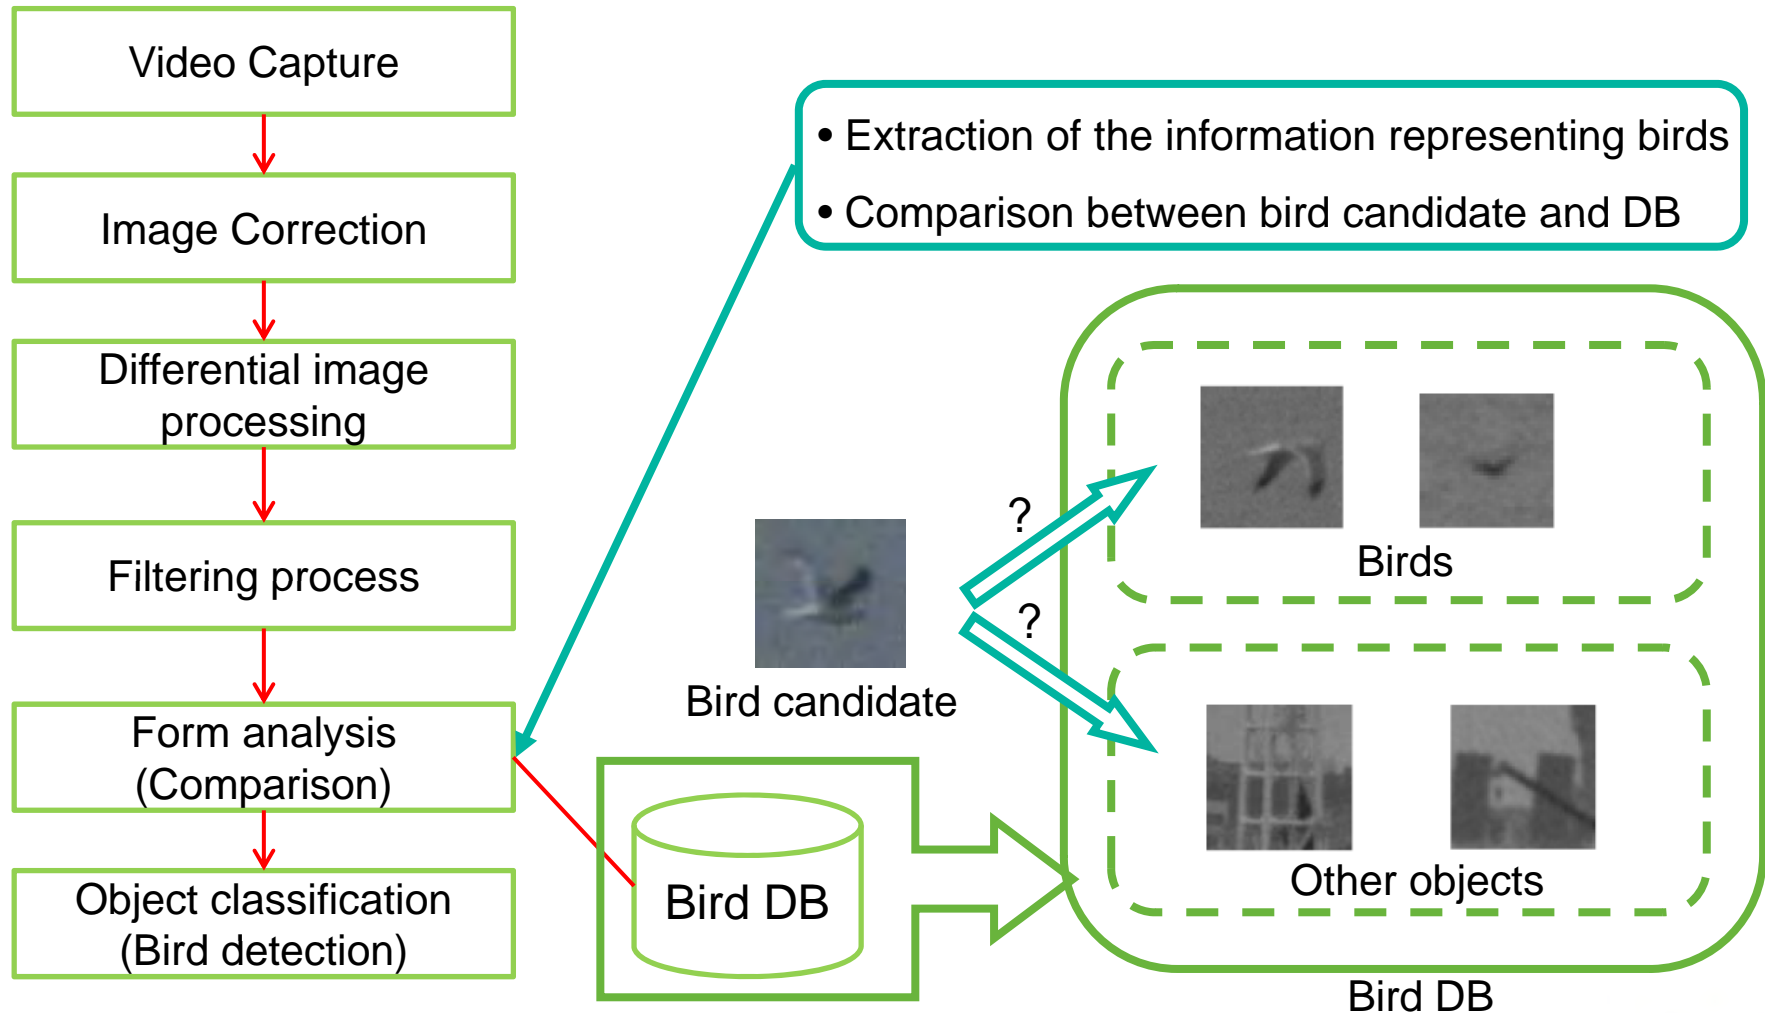 Video Capture
Image Correction
Differential image
processing
Filtering process
Form analysis
(Comparison)
Object classification
(Bird detection)
• Extraction of the information representing birds
• Comparison between bird candidate and DB
Bird candidate
?
?
Birds
Other objects
Bird DB
Bird DB